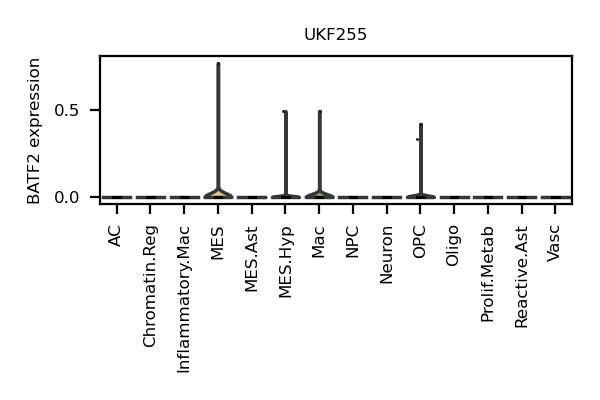 UKF255
BATF2 expression
0.5
0.0
AC
Chromatin.Reg
Inflammatory.Mac
MES
MES.Ast
MES.Hyp
Mac
NPC
Neuron
OPC
Oligo
Prolif.Metab
Reactive.Ast
Vasc